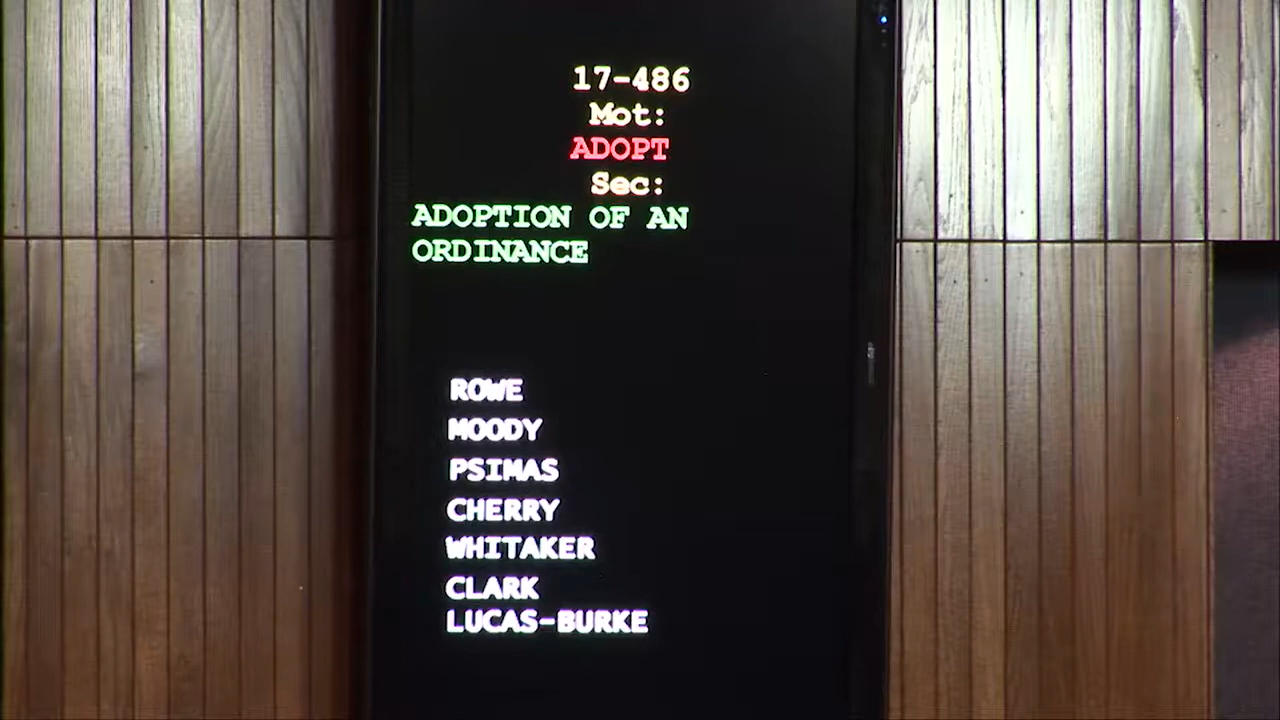 17-486
Mot:
ADOPT
Sec:
ADOPTION OF AN
ORDINANCE
ROWE
MOODY
PSIMAS
CHERRY
WHITAKER
CLARK
LUCAS-BURKE